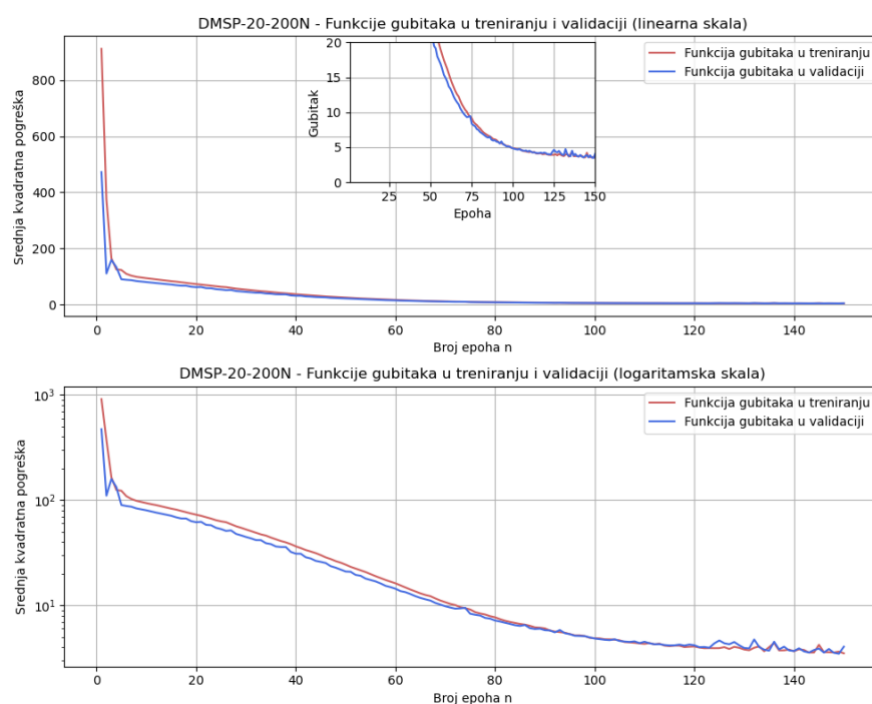 DMSP-20-200N - Funkcije gubitaka u treniranju i validaciji (linearna skala)
Srednja kvadratna pogreška
800
600
400
200
0
Funkcija gubitaka u treniranju
Funkcija gubitaka u validaciji
Gubitak
20
15
10
5
0
25 50 75 100 125 150
Epoha
0 20 40 60 80 100 120 140
Broj epoha n
DMSP-20-200N - Funkcije gubitaka u treniranju i validaciji (logaritamska skala)
Srednja kvadratna pogreška
10³
10²
10¹
Funkcija gubitaka u treniranju
Funkcija gubitaka u validaciji
0 20 40 60 80 100 120 140
Broj epoha n